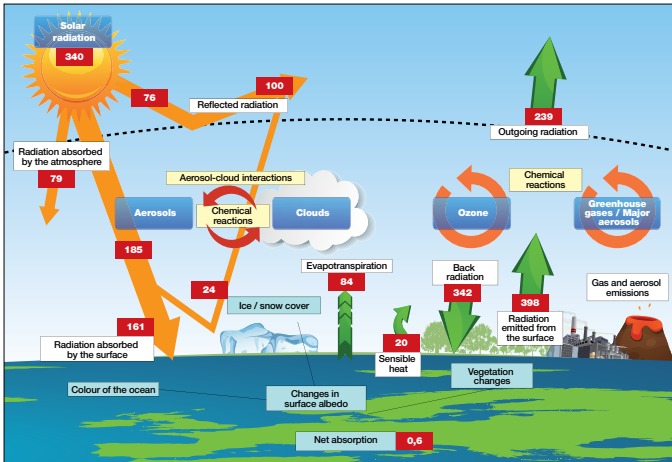 Solar
radiation
340
76
100
Reflected radiation
239
Outgoing radiation
Radiation absorbed
by the atmosphere
79
Aerosol-cloud interactions
Aerosols
Chemical
reactions
Clouds
Chemical
reactions
Ozone
Greenhouse
gases / Major
aerosols
185
24
Evapotranspiration
84
Back
radiation
342
398
Radiation
emitted from
the surface
Gas and aerosol
emissions
161
Radiation absorbed
by the surface
Ice / snow cover
20
Sensible
heat
Colour of the ocean
Changes in
surface albedo
Vegetation
changes
Net absorption
0,6